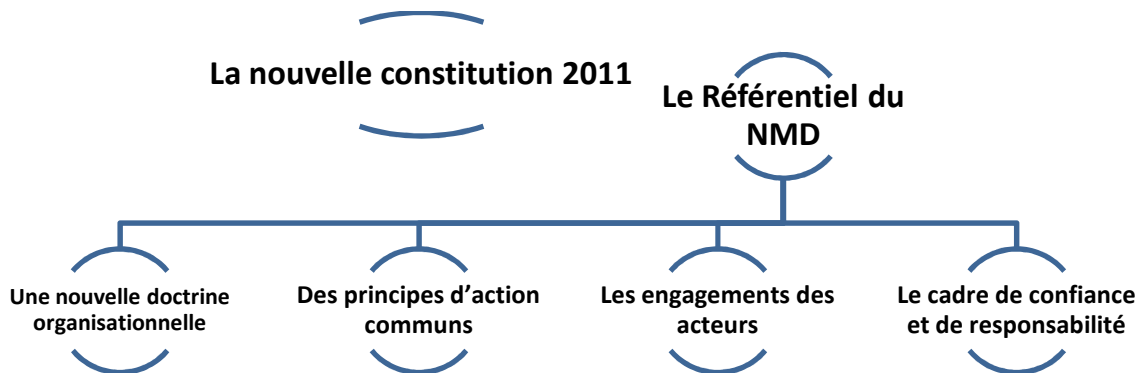 La nouvelle constitution 2011
Le Référentiel du
NMD
Une nouvelle doctrine
organisationnelle
Des principes d’action
communs
Les engagements des
acteurs
Le cadre de confiance
et de responsabilité